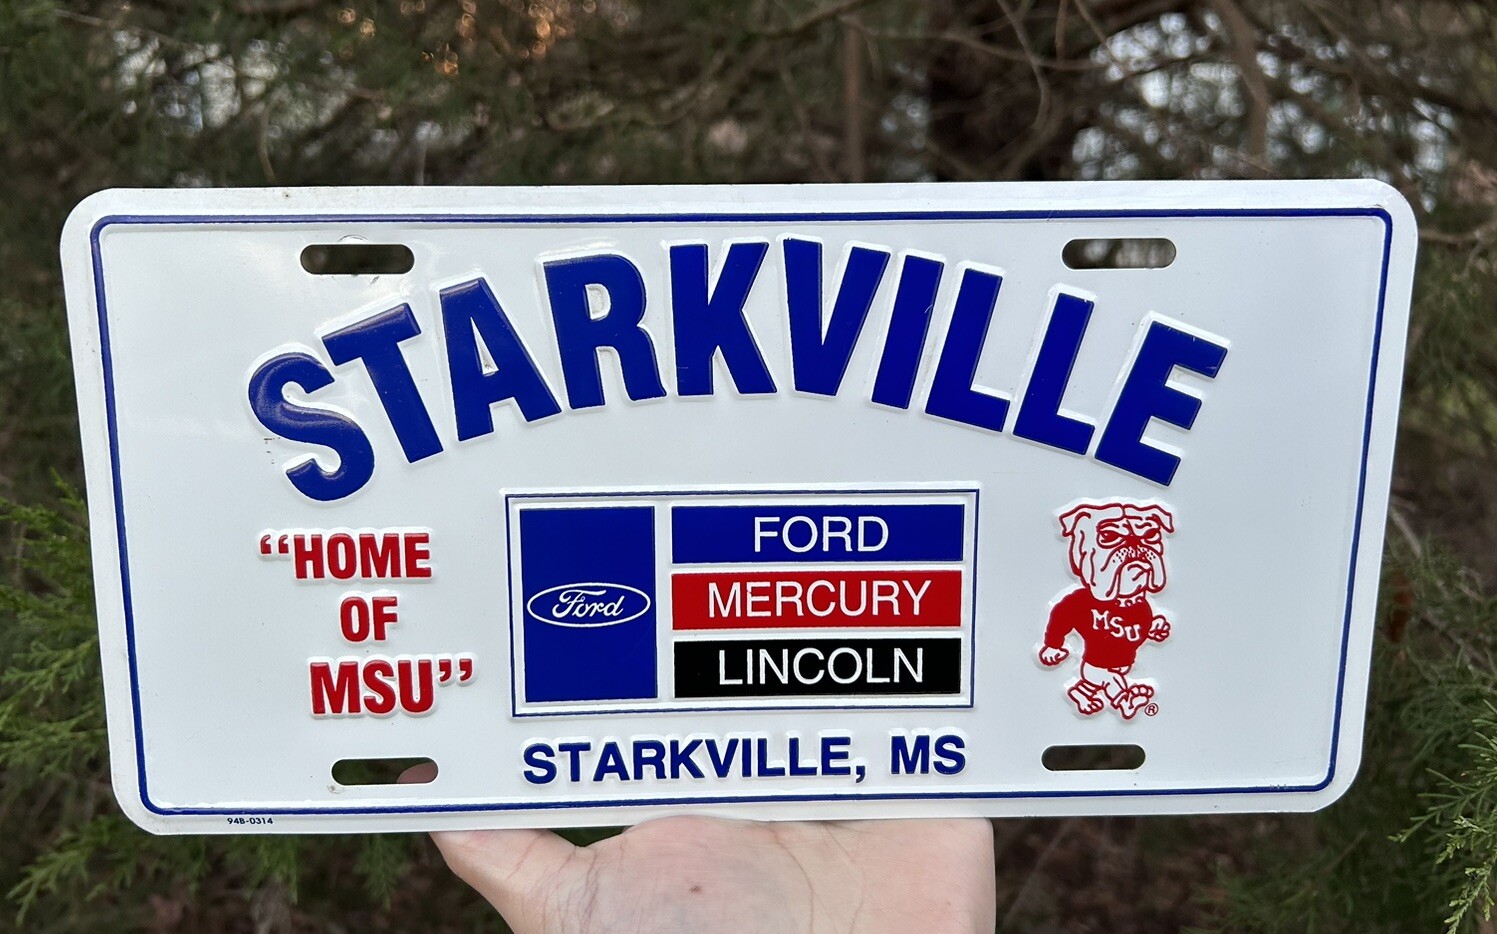 STARKVILLE
“HOME
OF
MSU”
Ford
FORD
MERCURY
LINCOLN
MSU
®
STARKVILLE, MS
94B-0314